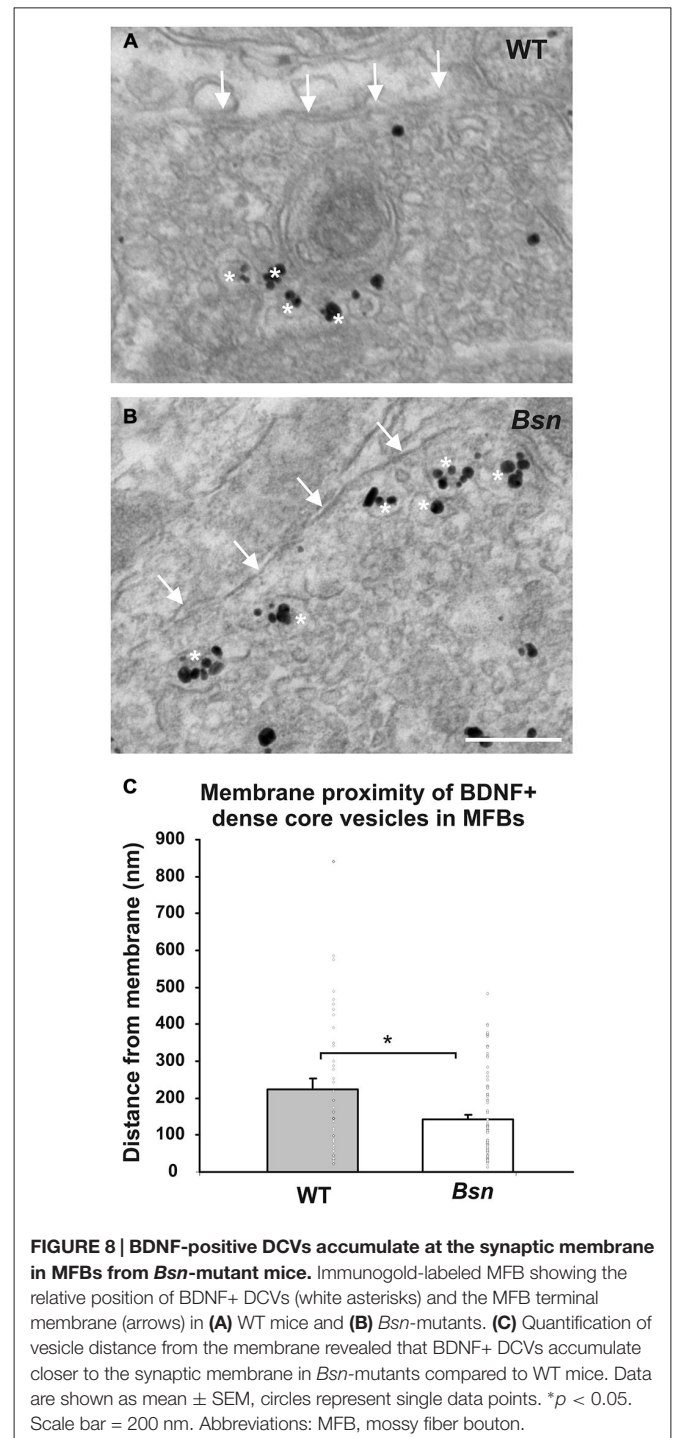 A
WT
*
*
*
*
B
Bsn
*
*
*
*
*
*
C
Membrane proximity of BDNF+
dense core vesicles in MFBs
Distance from membrane (nm)
900
800
700
600
500
400
300
200
100
0
*
WT
Bsn
FIGURE 8 | BDNF-positive DCVs accumulate at the synaptic membrane
in MFBs from Bsn-mutant mice. Immunogold-labeled MFB showing the
relative position of BDNF+ DCVs (white asterisks) and the MFB terminal
membrane (arrows) in (A) WT mice and (B) Bsn-mutants. (C) Quantification of
vesicle distance from the membrane revealed that BDNF+ DCVs accumulate
closer to the synaptic membrane in Bsn-mutants compared to WT mice. Data
are shown as mean ± SEM, circles represent single data points. *p < 0.05.
Scale bar = 200 nm. Abbreviations: MFB, mossy fiber bouton.